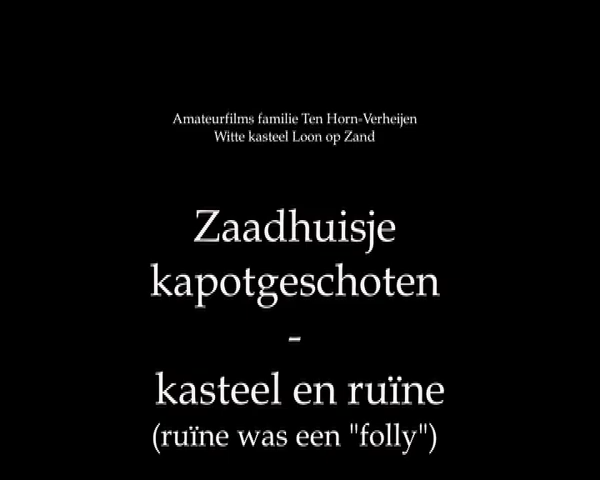 Amateurfilms familie Ten Horn-Verheijen
Witte kasteel Loon op Zand
Zaadhuisje
kapotgeschoten
-
kasteel en ruïne
(ruïne was een "folly")